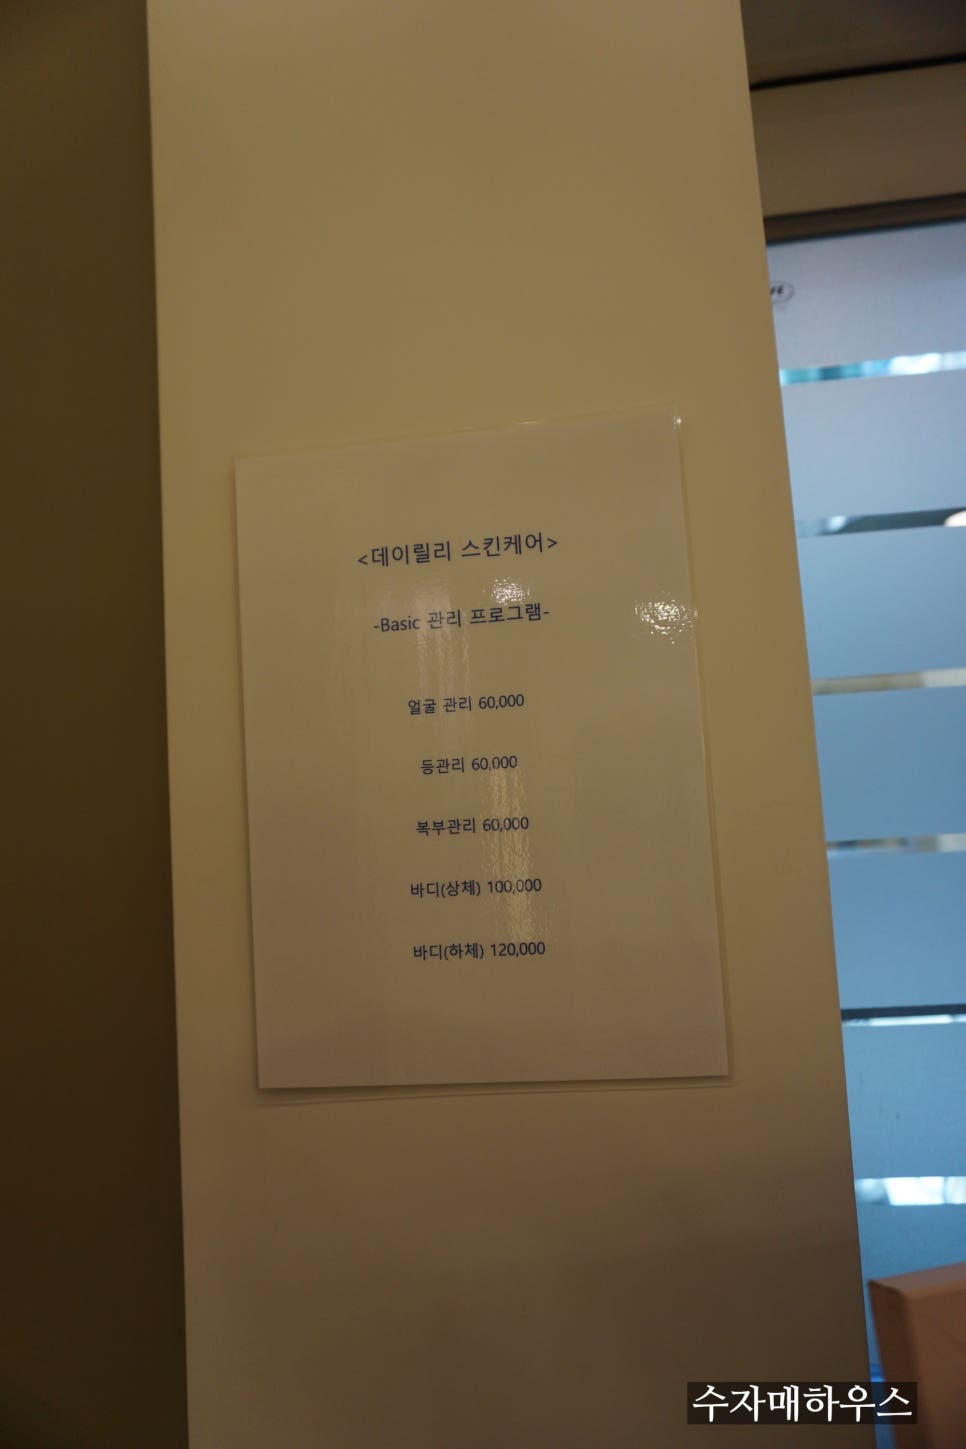 <데이릴리 스킨케어>
-Basic 관리 프로그램-
얼굴 관리 60,000
등관리 60,000
복부관리 60,000
바디(상체) 100,000
바디(하체) 120,000
수자매하우스